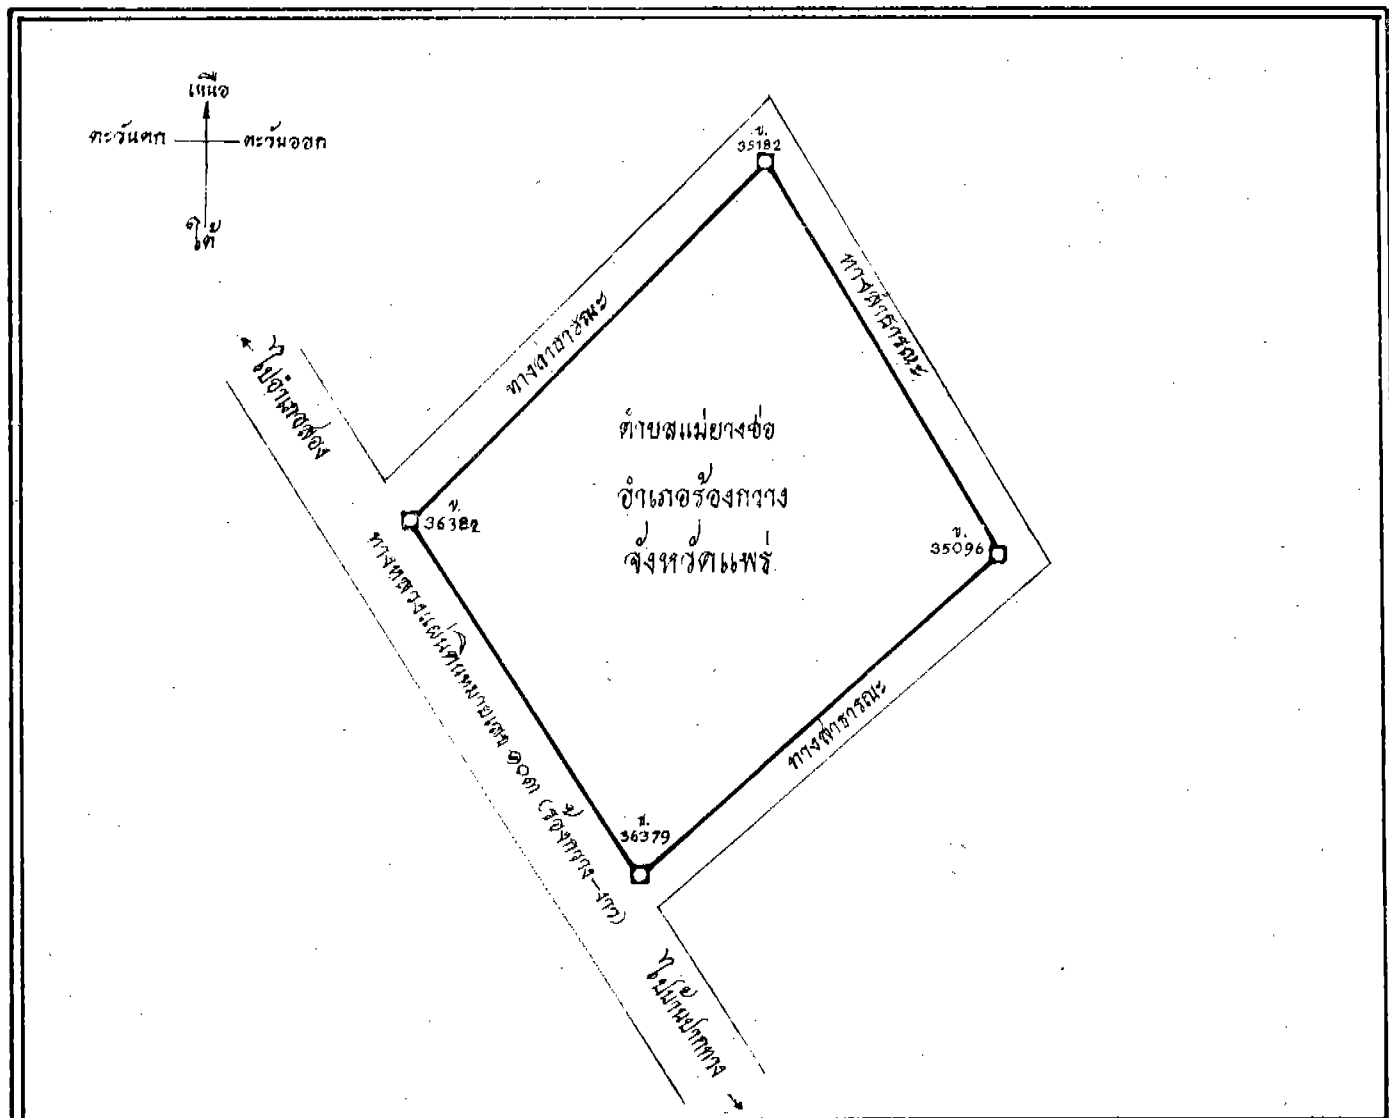 เหนือ
ตะวันตก
ตะวันออก
ใต้
ข.
35182
ทางสาธารณะ
ทางสาธารณะ
ไปอำเภอสอง
ตำบลแม่ยางฮ่อ
อำเภอร้องกวาง
จังหวัดแพร่
ข.
36382
ข.
35096
ทางหลวงแผ่นดินหมายเลข ๑๐๓ (ร้องกวาง-งาว)
ทางสาธารณะ
ข.
36379
ไปบ้านปากทาง